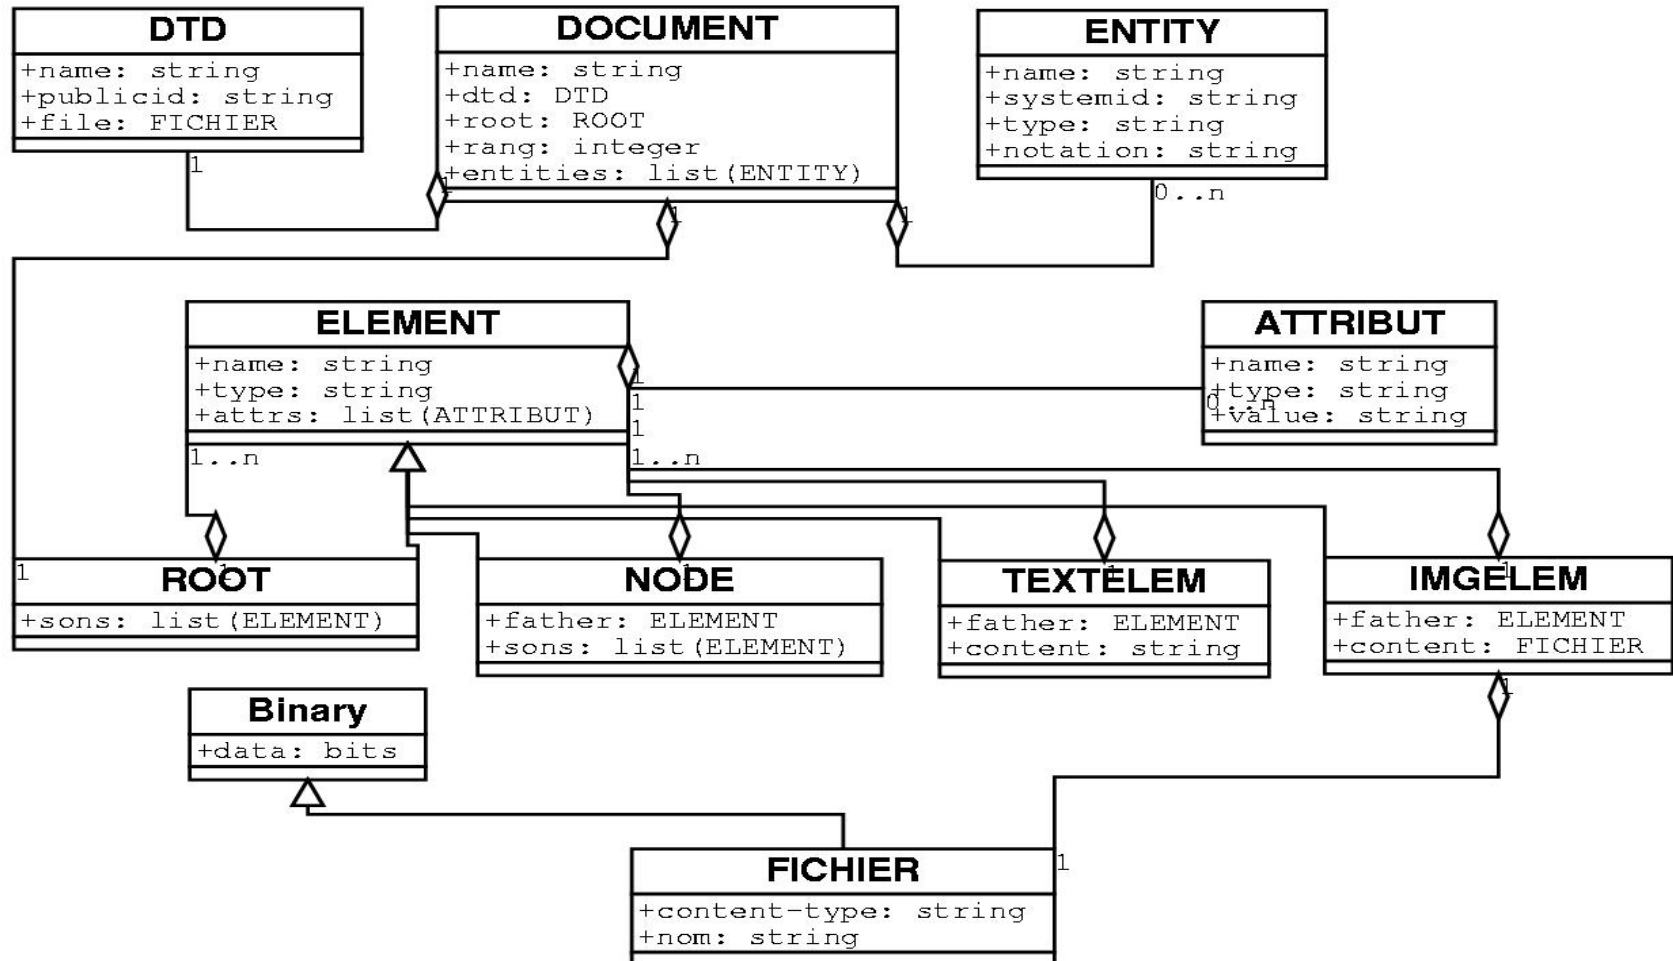 DTD
+name: string
+publicid: string
+file: FICHIER
1
DOCUMENT
+name: string
+dtd: DTD
+root: ROOT
+rang: integer
+entities: list(ENTITY)
1
1
1
ENTITY
+name: string
+systemid: string
+type: string
+notation: string
0..n
ELEMENT
+name: string
+type: string
+attrs: list(ATTRIBUT)
1
1
1
1..n
1..n
ATTRIBUT
+name: string
+type: string
+value: string
0..n
1
ROOT
1
+sons: list(ELEMENT)
NODE
1
+father: ELEMENT
+sons: list(ELEMENT)
TEXTELEM
1
+father: ELEMENT
+content: string
IMGELEM
1
+father: ELEMENT
+content: FICHIER
1
Binary
+data: bits
FICHIER
1
+content-type: string
+nom: string